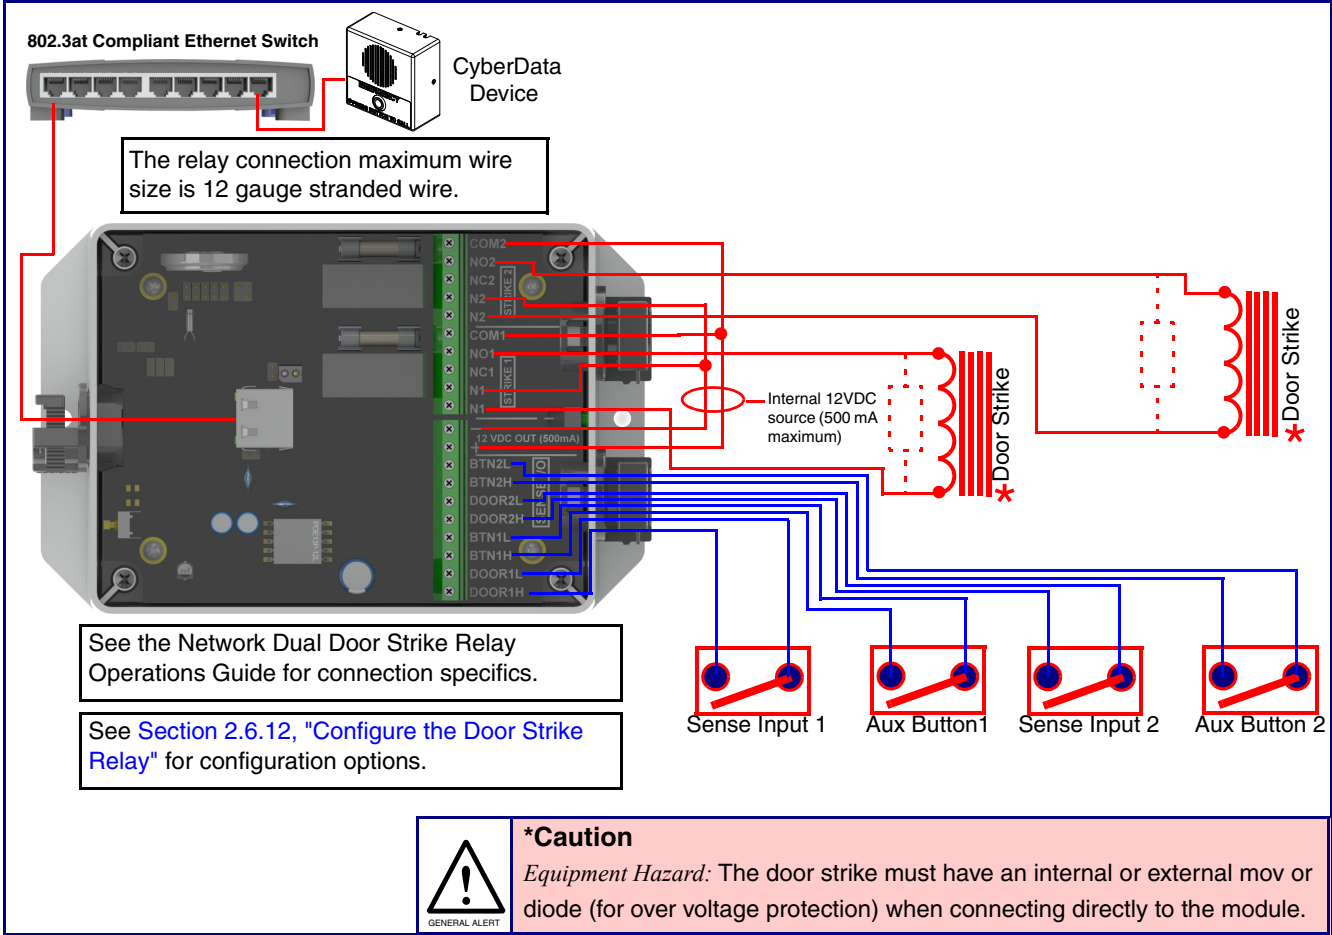 802.3at Compliant Ethernet Switch
CyberData
Device
The relay connection maximum wire
size is 12 gauge stranded wire.
COM2
NO2
NC2
N2
N2
STRIKE 2
COM1
NO1
NC1
N1
N1
STRIKE 1
12 VDC OUT (500mA)
BTN2L
BTN2H
DOOR2L
DOOR2H
BTN1L
BTN1H
DOOR1L
DOOR1H
Internal 12VDC
source (500 mA
maximum)
*Door Strike
*Door Strike
See the Network Dual Door Strike Relay
Operations Guide for connection specifics.
See Section 2.6.12, "Configure the Door Strike
Relay" for configuration options.
Sense Input 1
Aux Button1
Sense Input 2
Aux Button 2
GENERAL ALERT
*Caution
Equipment Hazard: The door strike must have an internal or external mov or
diode (for over voltage protection) when connecting directly to the module.